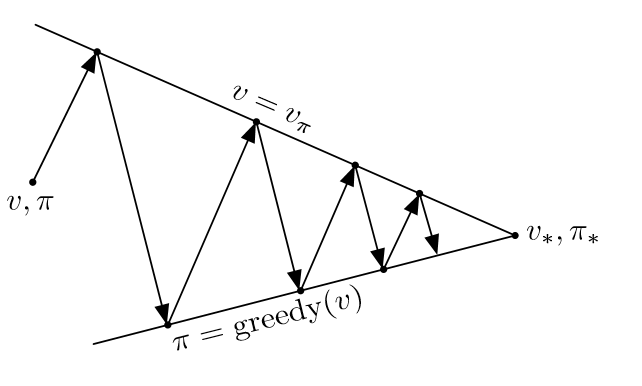 v = v_π
v, π
v_*, π_*
π = greedy(v)